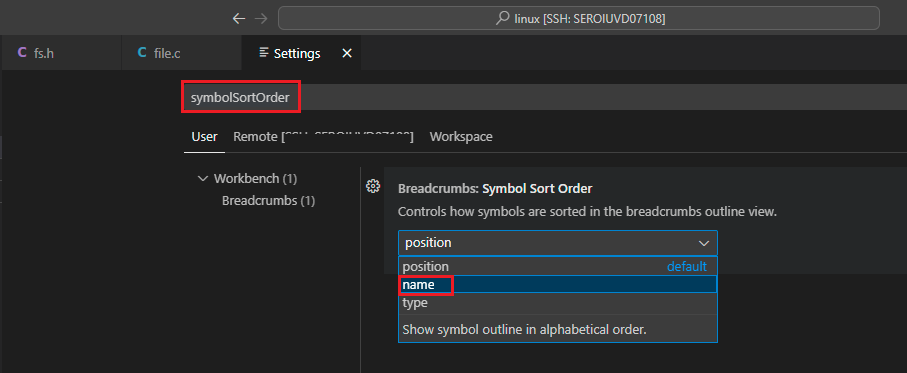 linux [SSH: SEROIUVD07108]
C fs.h
C file.c
Settings
symbolSortOrder
User Remote [SSH: SEROIUVD07108] Workspace
Workbench (1)
Breadcrumbs (1)
Breadcrumbs: Symbol Sort Order
Controls how symbols are sorted in the breadcrumbs outline view.
position
position default
name
type
Show symbol outline in alphabetical order.